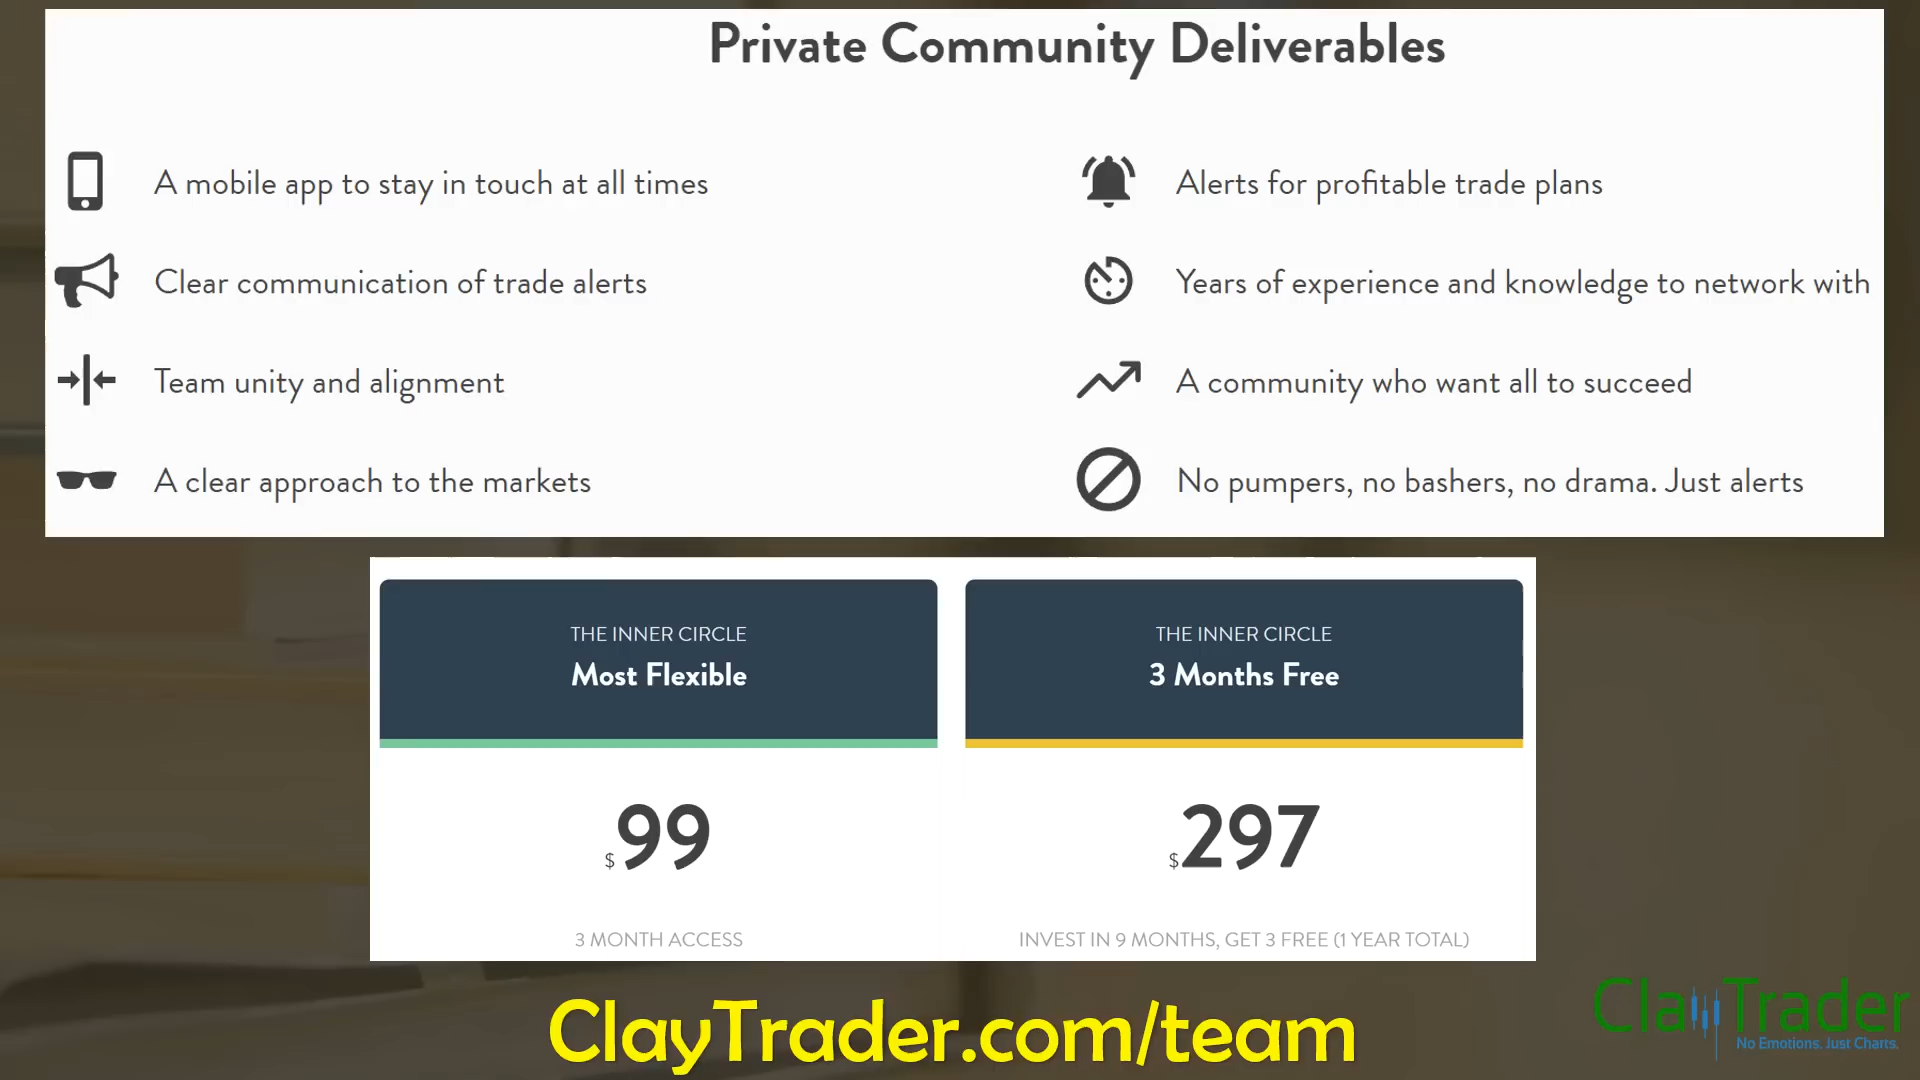 Private Community Deliverables
A mobile app to stay in touch at all times
Alerts for profitable trade plans
Clear communication of trade alerts
Years of experience and knowledge to network with
Team unity and alignment
A community who want all to succeed
A clear approach to the markets
No pumpers, no bashers, no drama. Just alerts
THE INNER CIRCLE
Most Flexible
$99
3 MONTH ACCESS
THE INNER CIRCLE
3 Months Free
$297
INVEST IN 9 MONTHS, GET 3 FREE (1 YEAR TOTAL)
ClayTrader.com/team
ClayTrader
No Emotions. Just Charts.